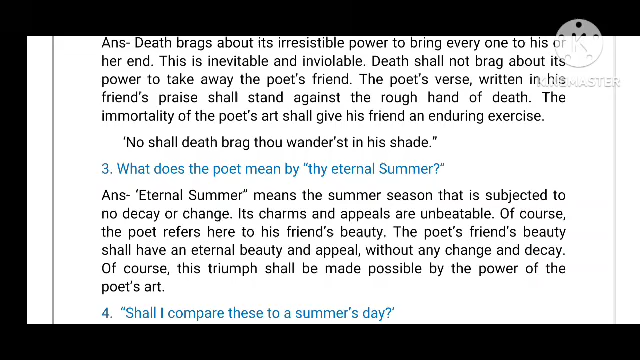 Ans- Death brags about its irresistible power to bring every one to his or
her end. This is inevitable and inviolable. Death shall not brag about its
power to take away the poet's friend. The poet's verse, written in his
friend's praise shall stand against the rough hand of death. The
immortality of the poet's art shall give his friend an enduring exercise.
'No shall death brag thou wander'st in his shade."
3. What does the poet mean by "thy eternal Summer?"
Ans- 'Eternal Summer" means the summer season that is subjected to
no decay or change. Its charms and appeals are unbeatable. Of course,
the poet refers here to his friend's beauty. The poet's friend's beauty
shall have an eternal beauty and appeal, without any change and decay.
Of course, this triumph shall be made possible by the power of the
poet's art.
4. "Shall I compare these to a summer's day?'
KINEMASTER